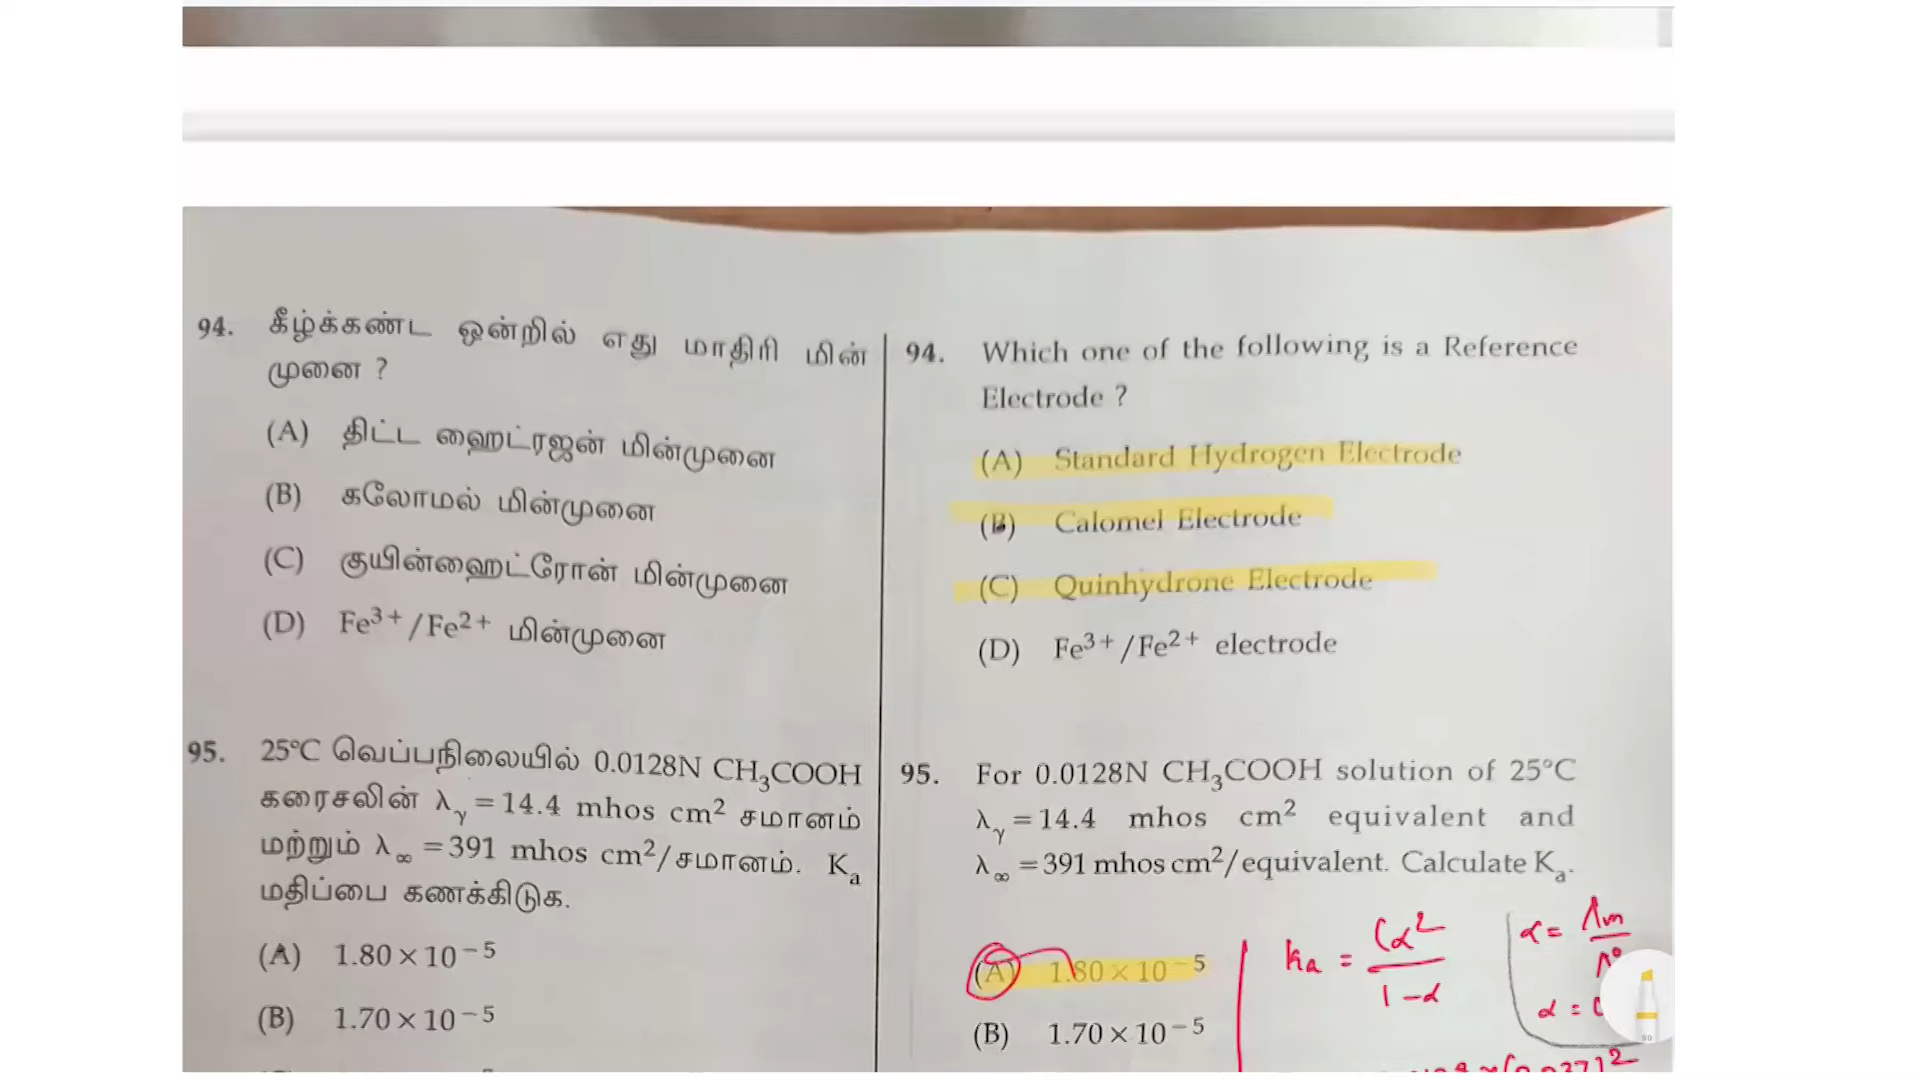 94. கீழ்க்கண்ட ஒன்றில் எது மாதிரி மின்
முனை ?
(A) திட்ட ஹைட்ரஜன் மின்முனை
(B) கலோமல் மின்முனை
(C) குயின்ஹைட்ரோன் மின்முனை
(D) Fe³⁺/Fe²⁺ மின்முனை
95. 25°C வெப்பநிலையில் 0.0128N CH₃COOH
கரைசலின் λᵧ = 14.4 mhos cm² சமானம்
மற்றும் λ∞ = 391 mhos cm²/சமானம். Kₐ
மதிப்பை கணக்கிடுக.
(A) 1.80 × 10⁻⁵
(B) 1.70 × 10⁻⁵
94. Which one of the following is a Reference
Electrode ?
(A) Standard Hydrogen Electrode
(B) Calomel Electrode
(C) Quinhydrone Electrode
(D) Fe³⁺/Fe²⁺ electrode
95. For 0.0128N CH₃COOH solution of 25°C
λᵧ = 14.4 mhos cm² equivalent and
λ∞ = 391 mhos cm²/equivalent. Calculate Kₐ.
(A) 1.80 × 10⁻⁵
(B) 1.70 × 10⁻⁵
Ka = Cα² / 1-α
α = Λm
α =